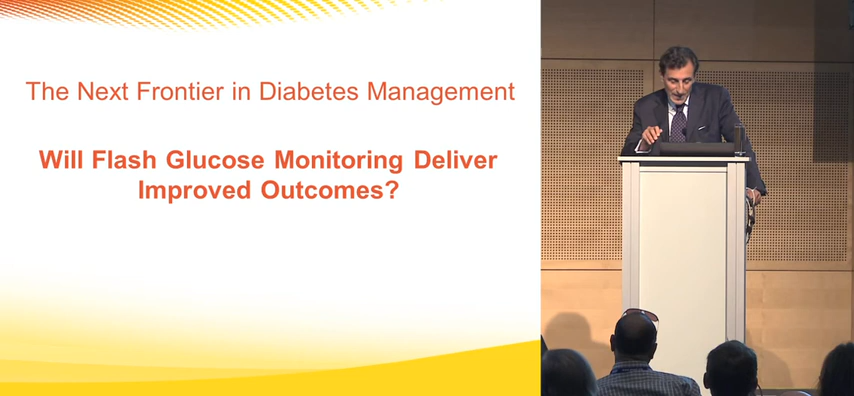 The Next Frontier in Diabetes Management
Will Flash Glucose Monitoring Deliver
Improved Outcomes?